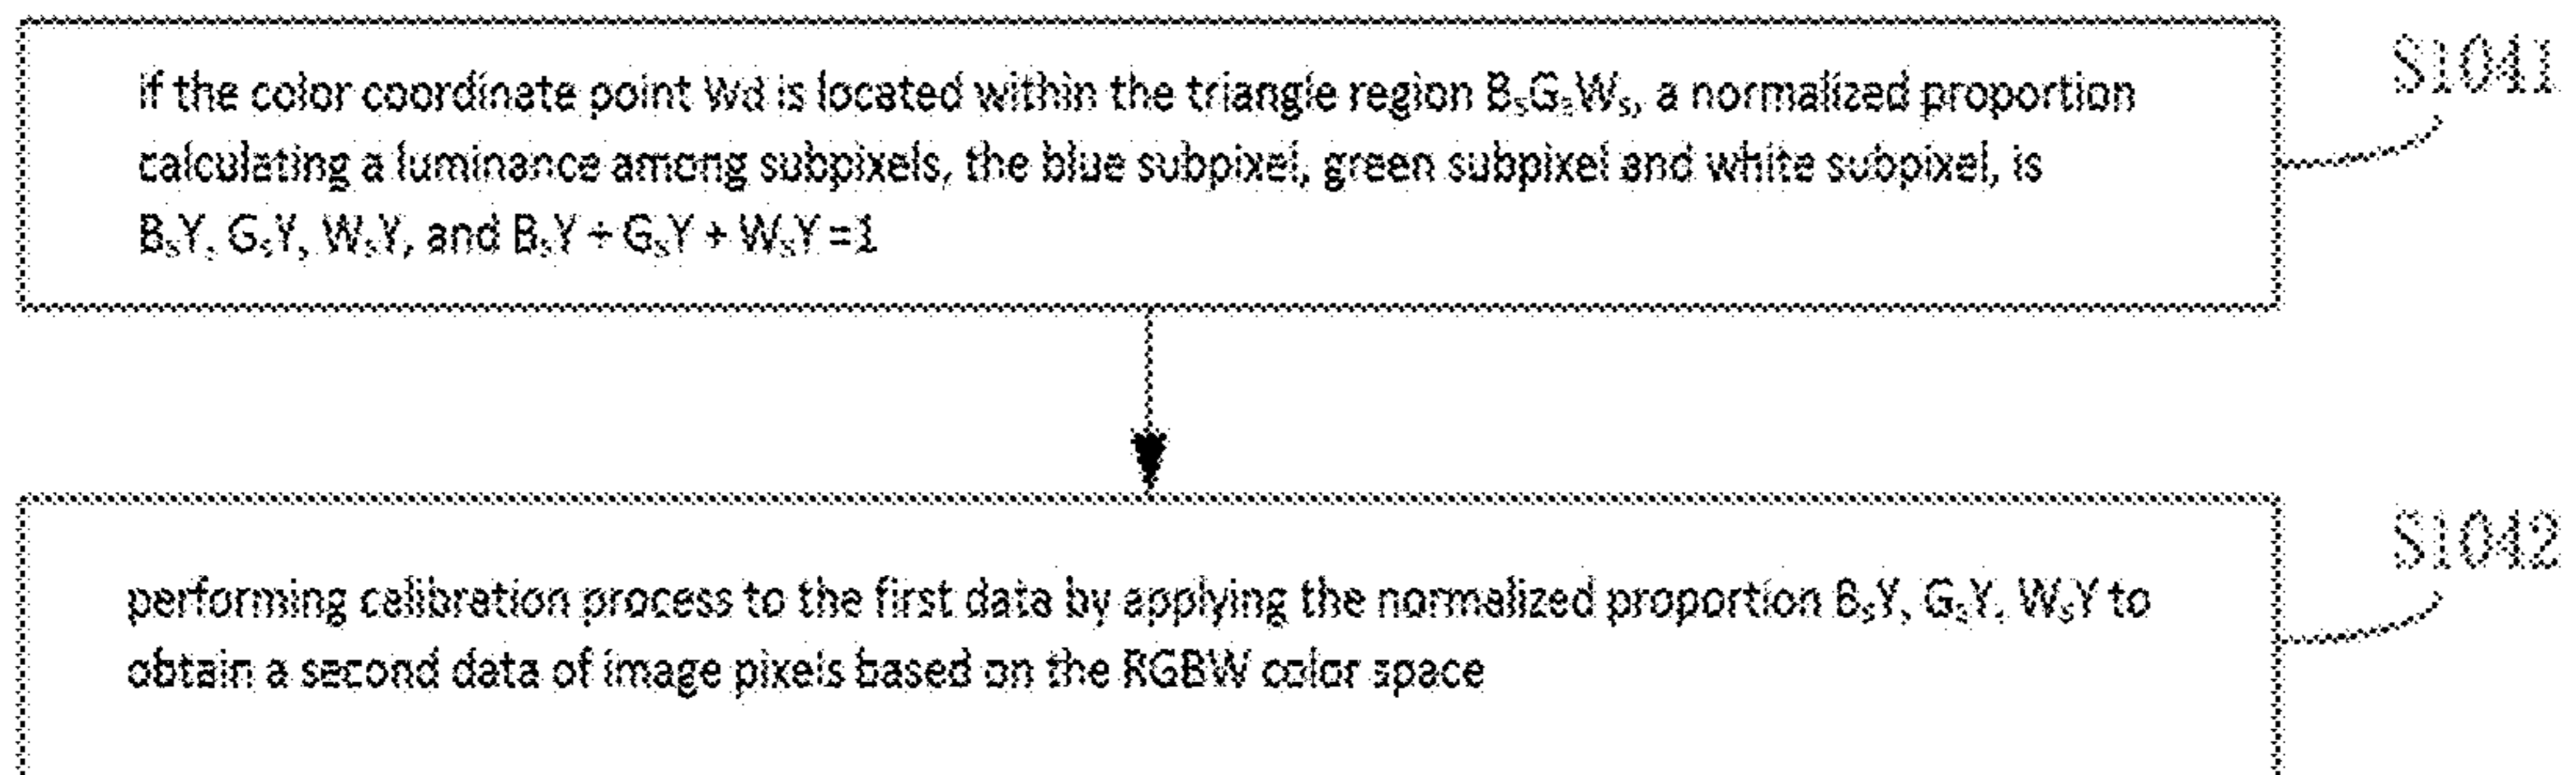 if the color coordinate point Wd is located within the triangle region BₛGₛWₛ, a normalized proportion
S1041
calculating a luminance among subpixels, the blue subpixel, green subpixel and white subpixel, is
BₛY, GₛY, WₛY, and BₛY + GₛY + WₛY =1
performing calibration process to the first data by applying the normalized proportion BₛY, GₛY, WₛY to
S1042
obtain a second data of image pixels based on the RGBW color space